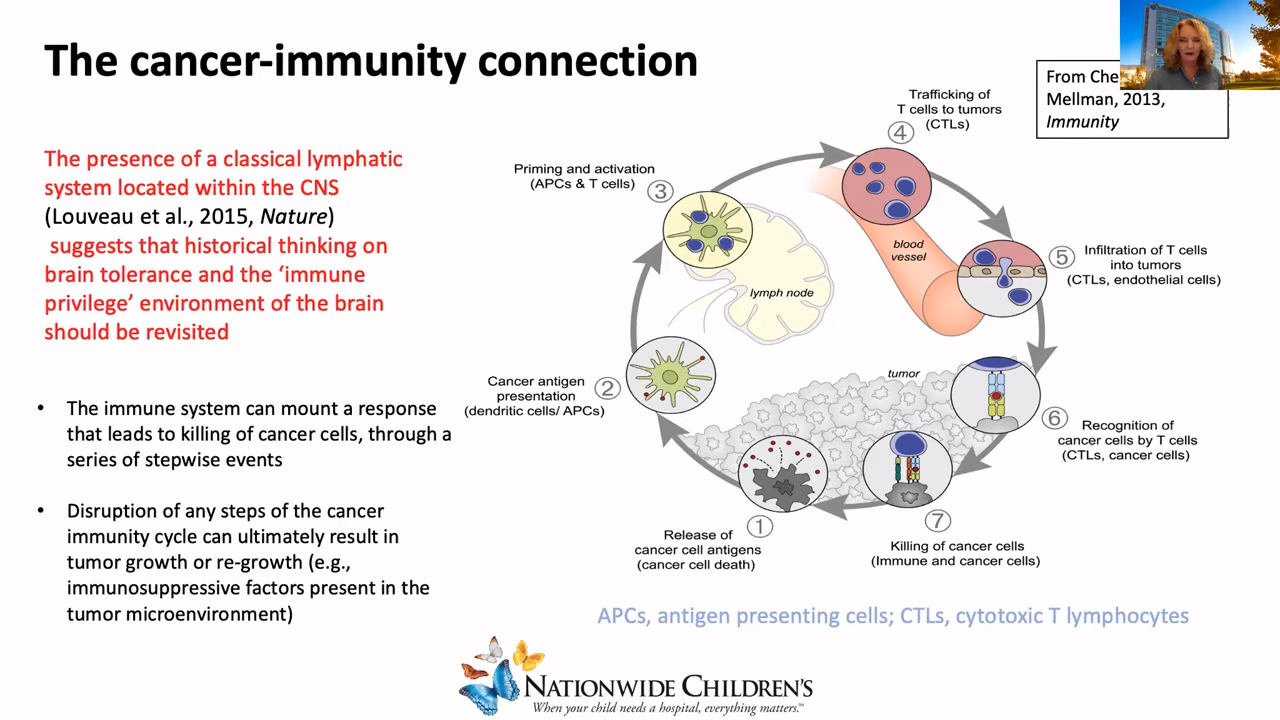 The cancer-immunity connection
From Che
Mellman, 2013,
Immunity
The presence of a classical lymphatic
system located within the CNS
(Louveau et al., 2015, Nature)
suggests that historical thinking on
brain tolerance and the ‘immune
privilege’ environment of the brain
should be revisited
• The immune system can mount a response
that leads to killing of cancer cells, through a
series of stepwise events
• Disruption of any steps of the cancer
immunity cycle can ultimately result in
tumor growth or re-growth (e.g.,
immunosuppressive factors present in the
tumor microenvironment)
Trafficking of
T cells to tumors
(CTLs)
4
Priming and activation
(APCs & T cells)
3
blood
vessel
5
Infiltration of T cells
into tumors
(CTLs, endothelial cells)
lymph node
tumor
Cancer antigen
presentation
(dendritic cells/ APCs)
2
6
Recognition of
cancer cells by T cells
(CTLs, cancer cells)
1
Release of
cancer cell antigens
(cancer cell death)
7
Killing of cancer cells
(Immune and cancer cells)
APCs, antigen presenting cells; CTLs, cytotoxic T lymphocytes
NATIONWIDE CHILDREN'S
When your child needs a hospital, everything matters.℠